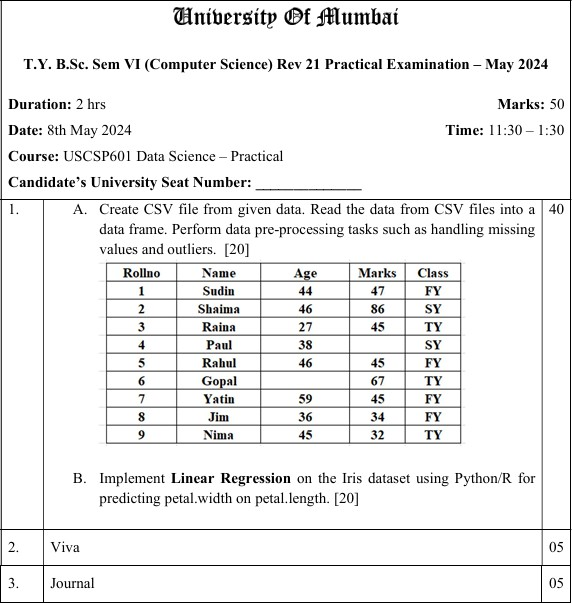 University Of Mumbai
T.Y. B.Sc. Sem VI (Computer Science) Rev 21 Practical Examination – May 2024
Duration: 2 hrs Marks: 50
Date: 8th May 2024 Time: 11:30 – 1:30
Course: USCSP601 Data Science – Practical
Candidate's University Seat Number: ______________
1. A. Create CSV file from given data. Read the data from CSV files into a 40
data frame. Perform data pre-processing tasks such as handling missing
values and outliers. [20]
Rollno Name Age Marks Class
1 Sudin 44 47 FY
2 Shaima 46 86 SY
3 Raina 27 45 TY
4 Paul 38 SY
5 Rahul 46 45 FY
6 Gopal 67 TY
7 Yatin 59 45 FY
8 Jim 36 34 FY
9 Nima 45 32 TY
B. Implement Linear Regression on the Iris dataset using Python/R for
predicting petal.width on petal.length. [20]
2. Viva 05
3. Journal 05